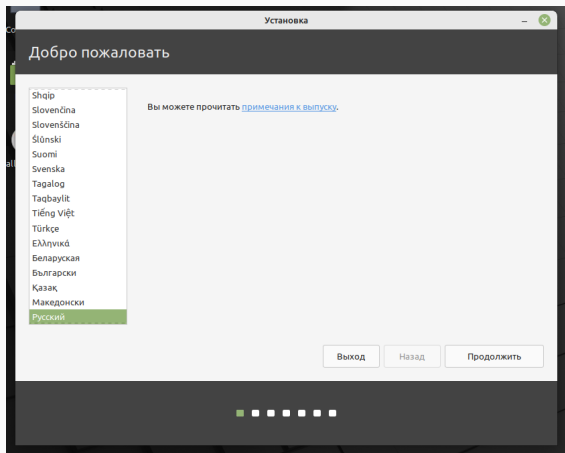 Установка
Добро пожаловать
Shqip
Slovenčina
Slovenščina
Ślůnski
Suomi
Svenska
Tagalog
Taqbaylit
Tiếng Việt
Türkçe
Ελληνικά
Беларуская
Български
Қазақ
Македонски
Русский
Вы можете прочитать примечания к выпуску.
Выход
Назад
Продолжить